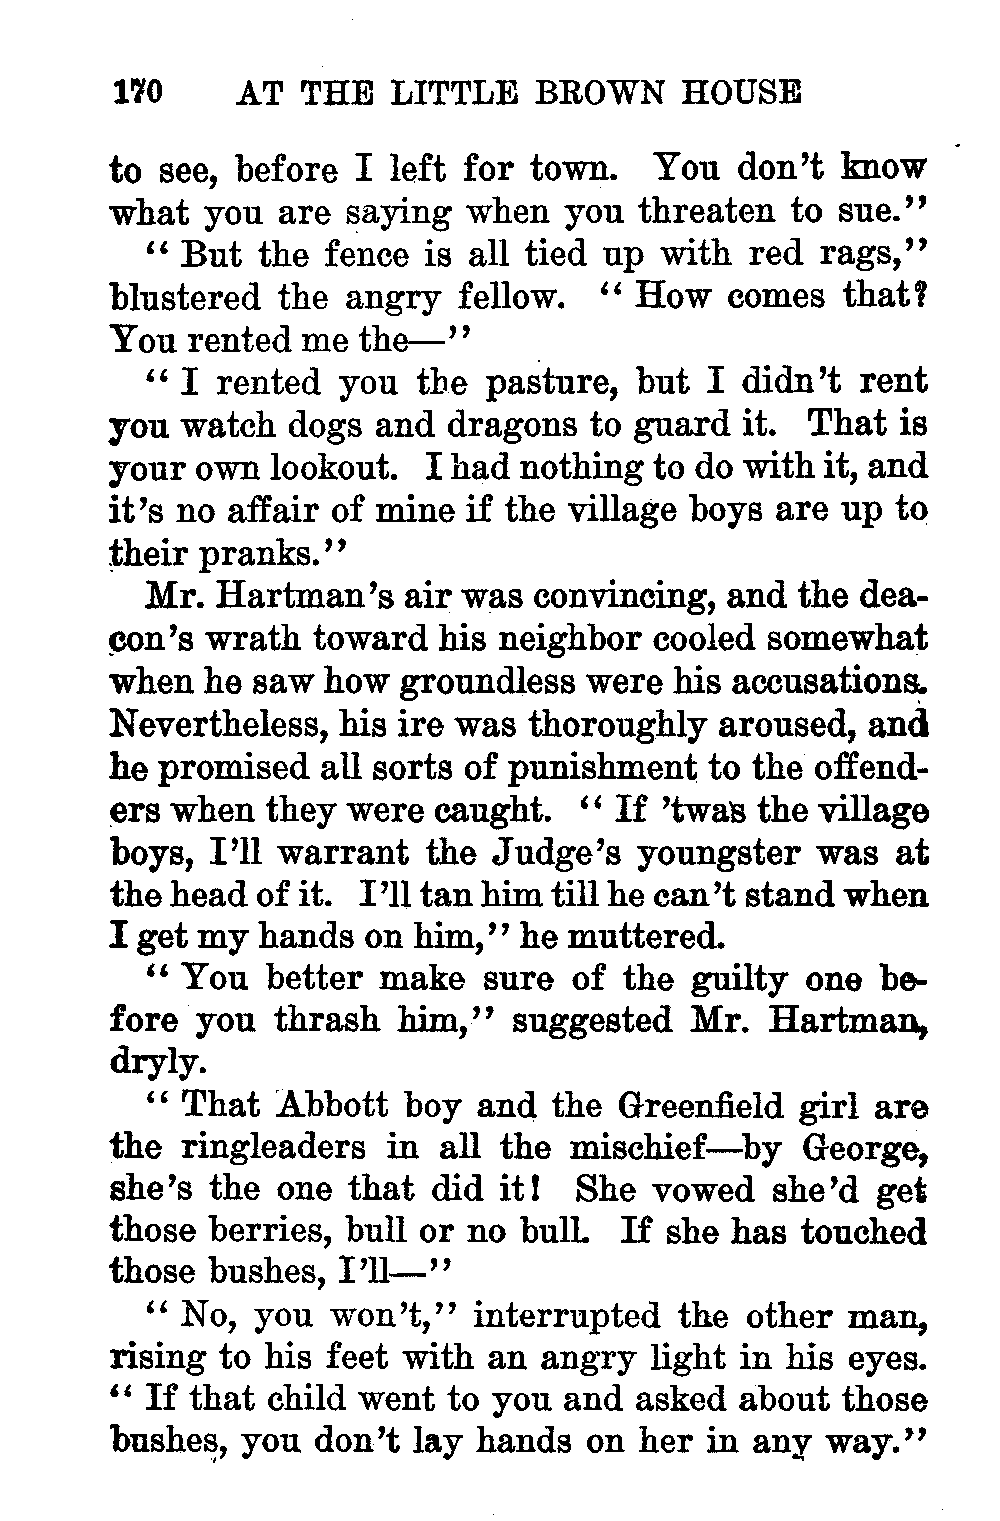 170 AT THE LITTLE BROWN HOUSE
to see, before I left for town. You don't know
what you are saying when you threaten to sue."
" But the fence is all tied up with red rags,"
blustered the angry fellow. " How comes that?
You rented me the—"
" I rented you the pasture, but I didn't rent
you watch dogs and dragons to guard it. That is
your own lookout. I had nothing to do with it, and
it's no affair of mine if the village boys are up to
their pranks."
Mr. Hartman's air was convincing, and the dea-
con's wrath toward his neighbor cooled somewhat
when he saw how groundless were his accusations.
Nevertheless, his ire was thoroughly aroused, and
he promised all sorts of punishment to the offend-
ers when they were caught. " If 'twas the village
boys, I'll warrant the Judge's youngster was at
the head of it. I'll tan him till he can't stand when
I get my hands on him," he muttered.
" You better make sure of the guilty one be-
fore you thrash him," suggested Mr. Hartman,
dryly.
" That Abbott boy and the Greenfield girl are
the ringleaders in all the mischief—by George,
she's the one that did it! She vowed she'd get
those berries, bull or no bull. If she has touched
those bushes, I'll—"
" No, you won't," interrupted the other man,
rising to his feet with an angry light in his eyes.
" If that child went to you and asked about those
bushes, you don't lay hands on her in any way."